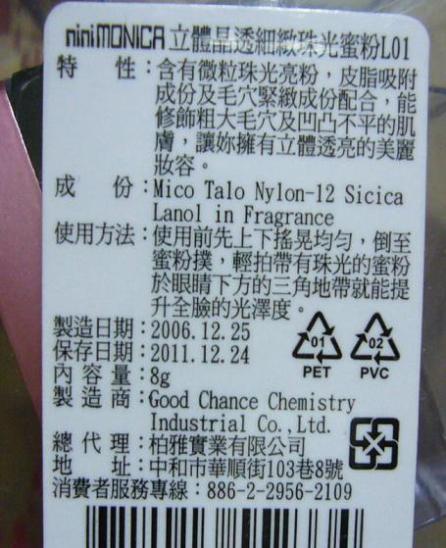 miniMONICA 立體晶透細緻珠光蜜粉L01
特 性：含有微粒珠光亮粉，皮脂吸附
成份及毛穴緊緻成份配合，能
修飾粗大毛穴及凹凸不平的肌
膚，讓妳擁有立體透亮的美麗
妝容。
成 份：Mico Talo Nylon-12 Sicica
Lanol in Fragrance
使用方法：使用前先上下搖晃均勻，倒至
蜜粉撲，輕拍帶有珠光的蜜粉
於眼睛下方的三角地帶就能提
升全臉的光澤度。
製造日期：2006.12.25
保存日期：2011.12.24
01 02
PET PVC
內容量：8g
製造商：Good Chance Chemistry
Industrial Co.,Ltd.
總代理：柏雅實業有限公司
地 址：中和市華順街103巷8號
消費者服務專線：886-2-2956-2109